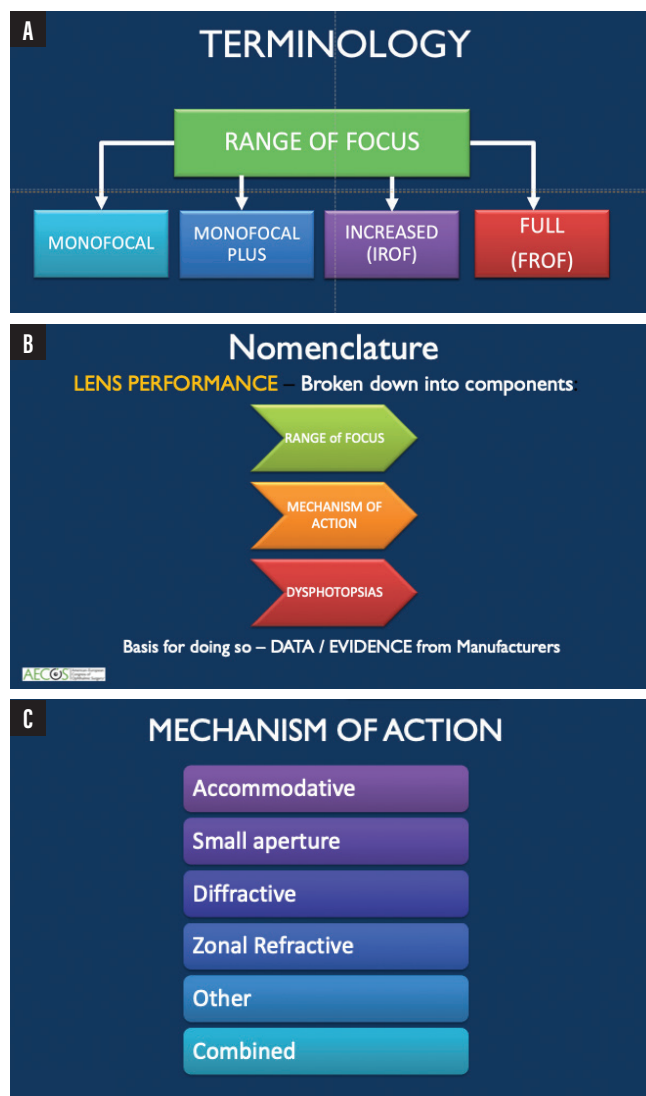 A
TERMINOLOGY
RANGE OF FOCUS
MONOFOCAL
MONOFOCAL
PLUS
INCREASED
(IROF)
FULL
(FROF)
B
Nomenclature
LENS PERFORMANCE – Broken down into components:
RANGE of FOCUS
MECHANISM OF
ACTION
DYSPHOTOPSIAS
Basis for doing so – DATA / EVIDENCE from Manufacturers
AECOS
C
MECHANISM OF ACTION
Accommodative
Small aperture
Diffractive
Zonal Refractive
Other
Combined